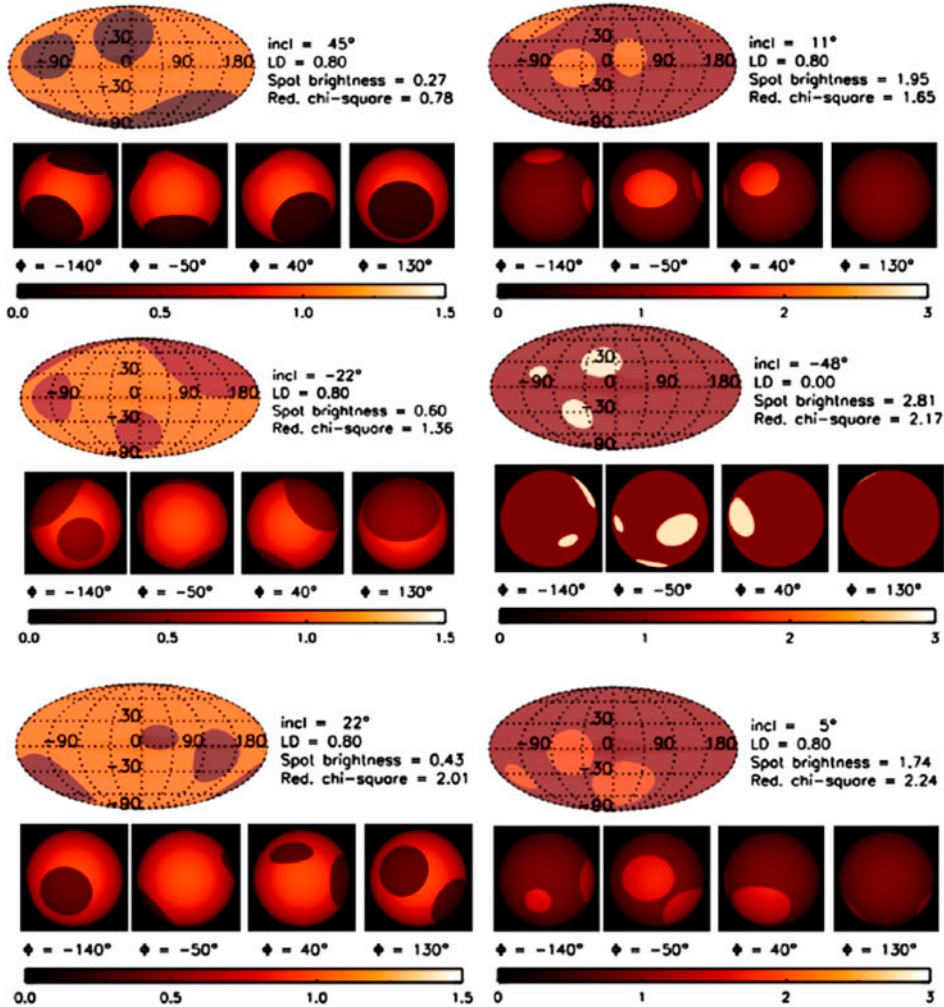 30
-90 0 90 180
-30
-90
incl = 45°
LD = 0.80
Spot brightness = 0.27
Red. chi-square = 0.78
Φ = -140° Φ = -50° Φ = 40° Φ = 130°
0.0 0.5 1.0 1.5
30
-90 0 90 180
-30
-90
incl = 11°
LD = 0.80
Spot brightness = 1.95
Red. chi-square = 1.65
Φ = -140° Φ = -50° Φ = 40° Φ = 130°
0 1 2 3
30
-90 0 90 180
-30
-90
incl = -22°
LD = 0.80
Spot brightness = 0.60
Red. chi-square = 1.36
Φ = -140° Φ = -50° Φ = 40° Φ = 130°
0.0 0.5 1.0 1.5
30
-90 0 90 180
-30
-90
incl = -48°
LD = 0.00
Spot brightness = 2.81
Red. chi-square = 2.17
Φ = -140° Φ = -50° Φ = 40° Φ = 130°
0 1 2 3
30
-90 0 90 180
-30
-90
incl = 22°
LD = 0.80
Spot brightness = 0.43
Red. chi-square = 2.01
Φ = -140° Φ = -50° Φ = 40° Φ = 130°
0.0 0.5 1.0 1.5
30
-90 0 90 180
-30
-90
incl = 5°
LD = 0.80
Spot brightness = 1.74
Red. chi-square = 2.24
Φ = -140° Φ = -50° Φ = 40° Φ = 130°
0 1 2 3